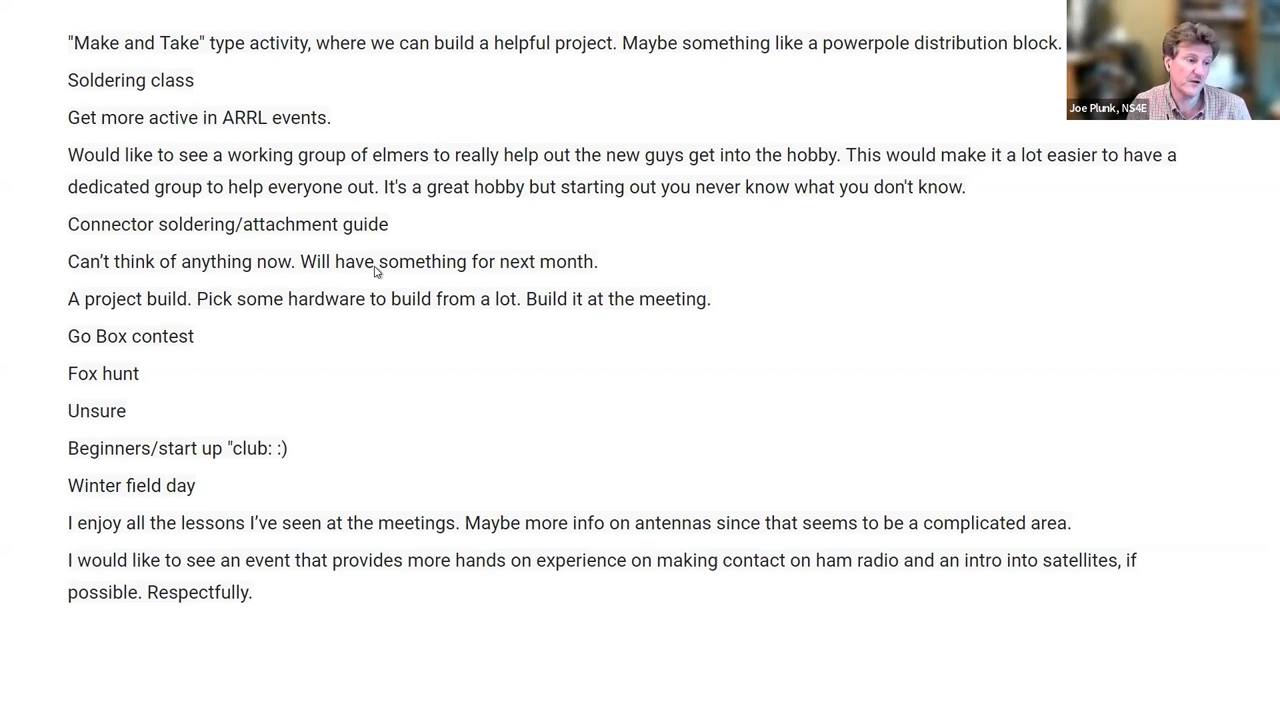 "Make and Take" type activity, where we can build a helpful project. Maybe something like a powerpole distribution block.
Joe Plunk, NS4E
Soldering class
Get more active in ARRL events.
Would like to see a working group of elmers to really help out the new guys get into the hobby. This would make it a lot easier to have a
dedicated group to help everyone out. It's a great hobby but starting out you never know what you don't know.
Connector soldering/attachment guide
Can’t think of anything now. Will have something for next month.
A project build. Pick some hardware to build from a lot. Build it at the meeting.
Go Box contest
Fox hunt
Unsure
Beginners/start up "club: :)
Winter field day
I enjoy all the lessons I’ve seen at the meetings. Maybe more info on antennas since that seems to be a complicated area.
I would like to see an event that provides more hands on experience on making contact on ham radio and an intro into satellites, if
possible. Respectfully.